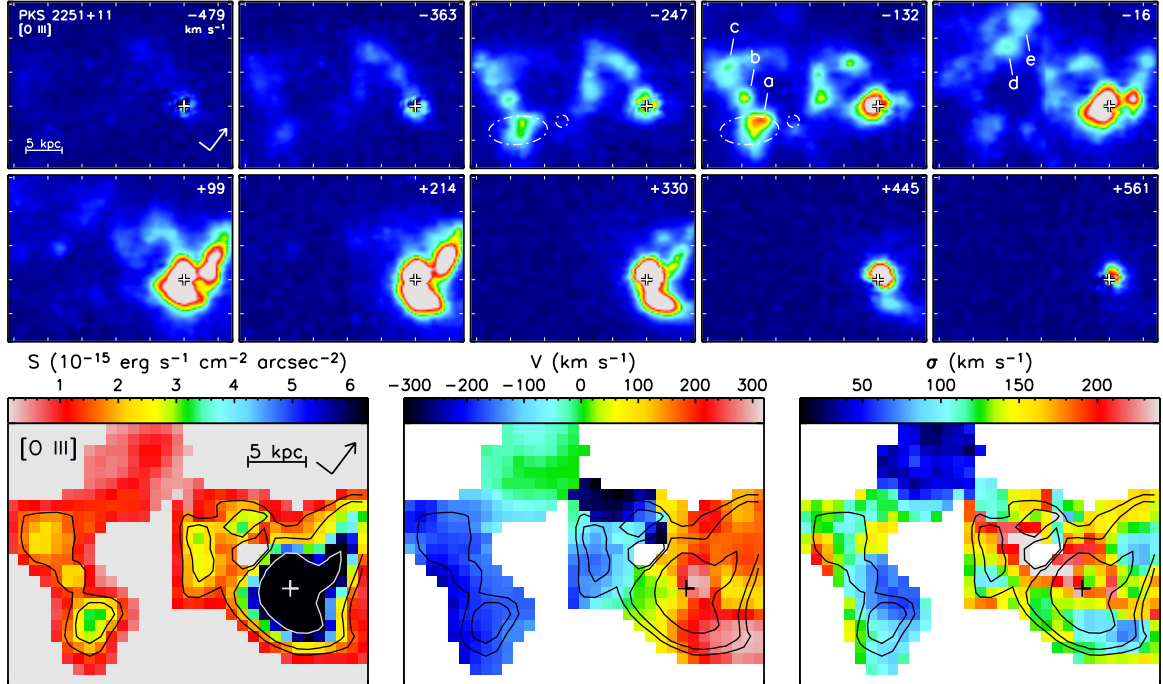 PKS 2251+11
[O III]
−479
km s⁻¹
5 kpc
−363
−247
−132
c
b
a
−16
e
d
+99
+214
+330
+445
+561
S (10⁻¹⁵ erg s⁻¹ cm⁻² arcsec⁻²)
1 2 3 4 5 6
[O III]
5 kpc
V (km s⁻¹)
−300 −200 −100 0 100 200 300
σ (km s⁻¹)
50 100 150 200